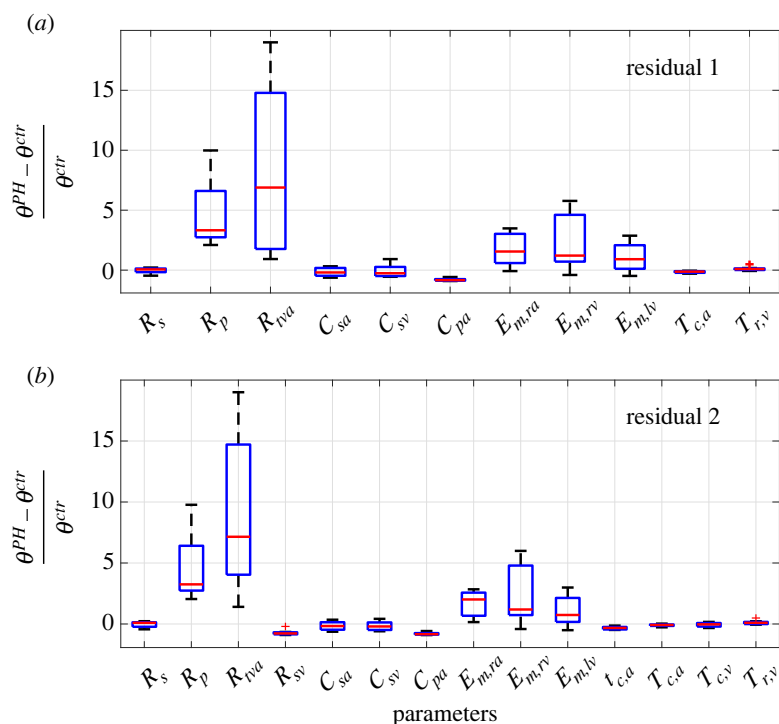 (a)
residual 1
15
10
5
0
θ^PH – θ^ctr
θ^ctr
R_s R_p R_tva C_sa C_sv C_pa E_m,ra E_m,rv E_m,lv T_c,a T_r,v
(b)
residual 2
15
10
5
0
θ^PH – θ^ctr
θ^ctr
R_s R_p R_tva R_sv C_sa C_sv C_pa E_m,ra E_m,rv E_m,lv t_c,a T_c,a T_c,v T_r,v
parameters